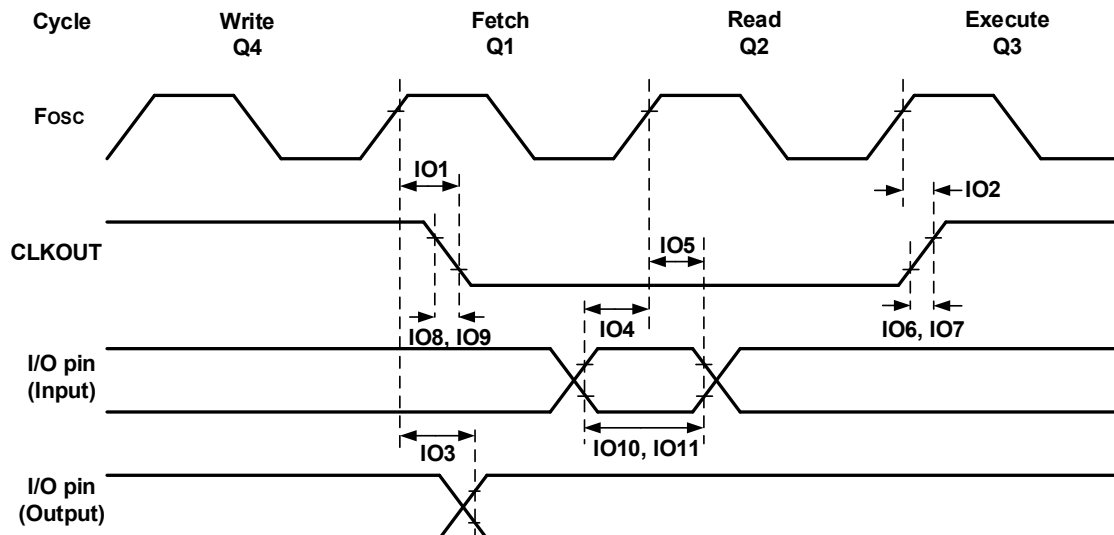 Cycle Write Fetch Read Execute
Q4 Q1 Q2 Q3
Fosc
IO1
IO2
CLKOUT
IO5
IO4
IO8, IO9
IO6, IO7
I/O pin
(Input)
IO10, IO11
IO3
I/O pin
(Output)